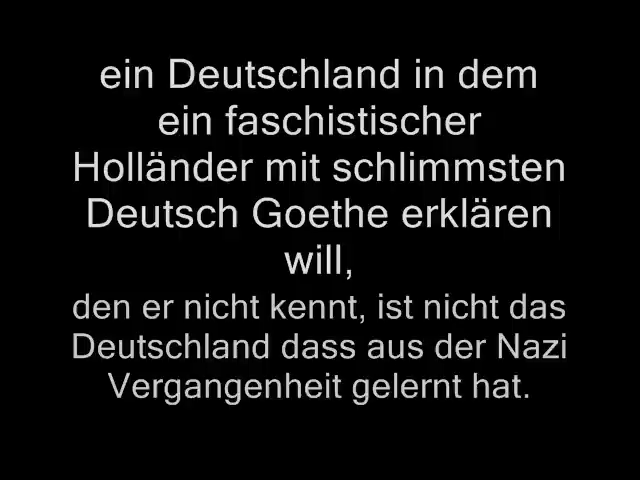 ein Deutschland in dem
ein faschistischer
Holländer mit schlimmsten
Deutsch Goethe erklären
will,
den er nicht kennt, ist nicht das
Deutschland dass aus der Nazi
Vergangenheit gelernt hat.